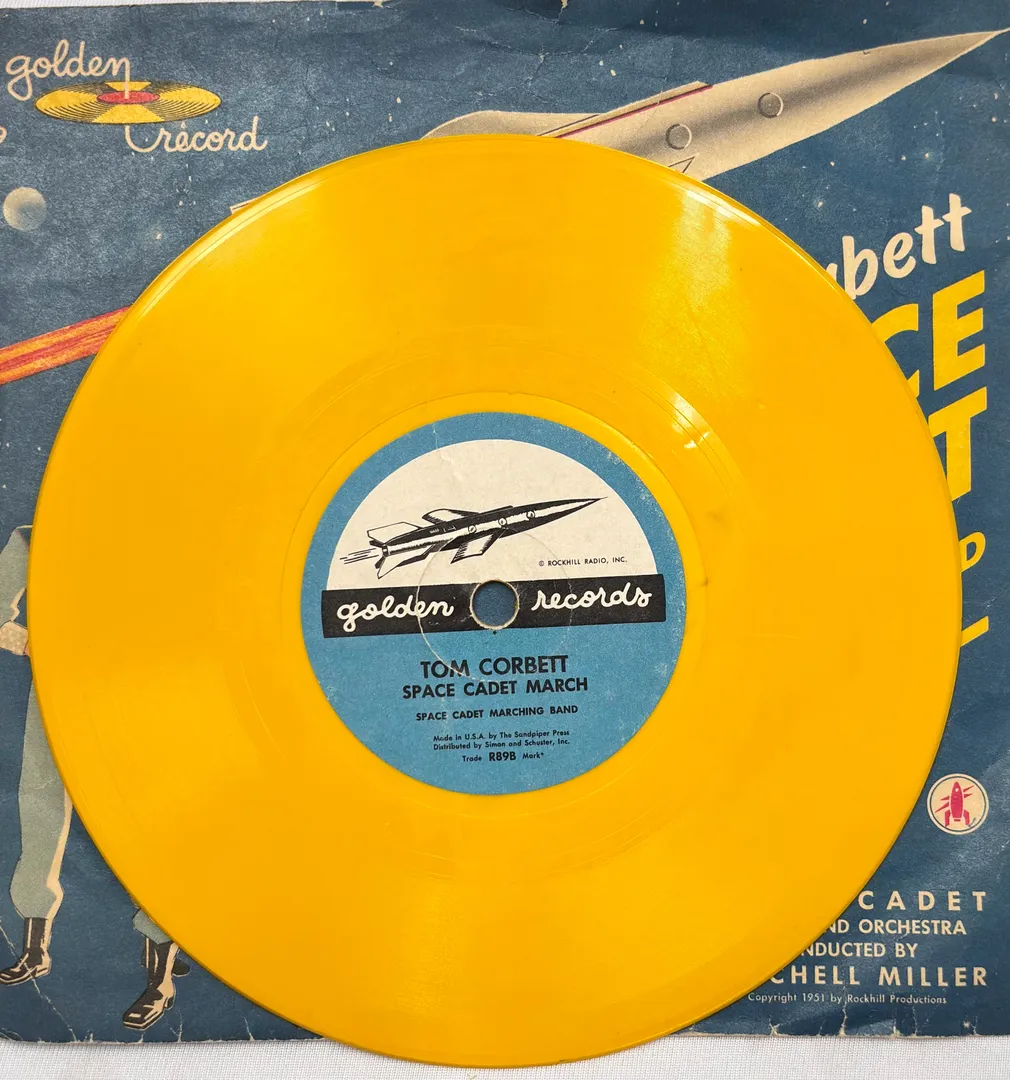 golden
record
bett
CE
T
© ROCKHILL RADIO, INC.
golden records
TOM CORBETT
SPACE CADET MARCH
SPACE CADET MARCHING BAND
Made in U.S.A. by The Sandpiper Press
Distributed by Simon and Schuster, Inc.
Trade R89B Mark*
CADET
ND ORCHESTRA
NDUCTED BY
CHELL MILLER
Copyright 1951 by Rockhill Productions